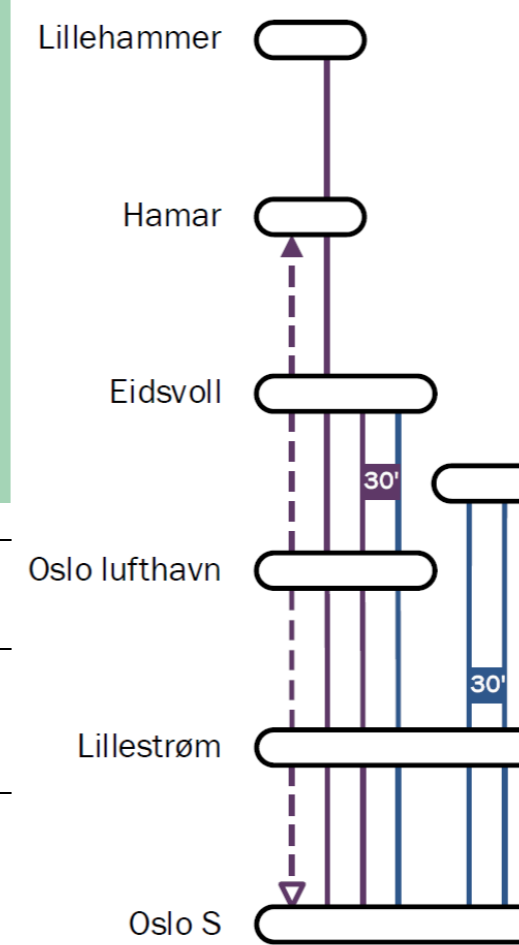 Lillehammer
Hamar
Eidsvoll
30'
Oslo lufthavn
30'
Lillestrøm
Oslo S